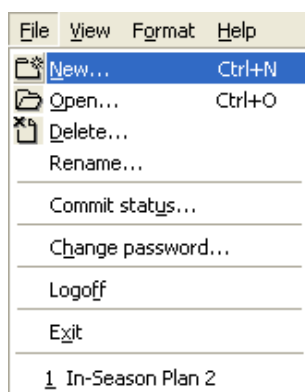 File View Format Help
New... Ctrl+N
Open... Ctrl+O
Delete...
Rename...
Commit status...
Change password...
Logoff
Exit
1 In-Season Plan 2